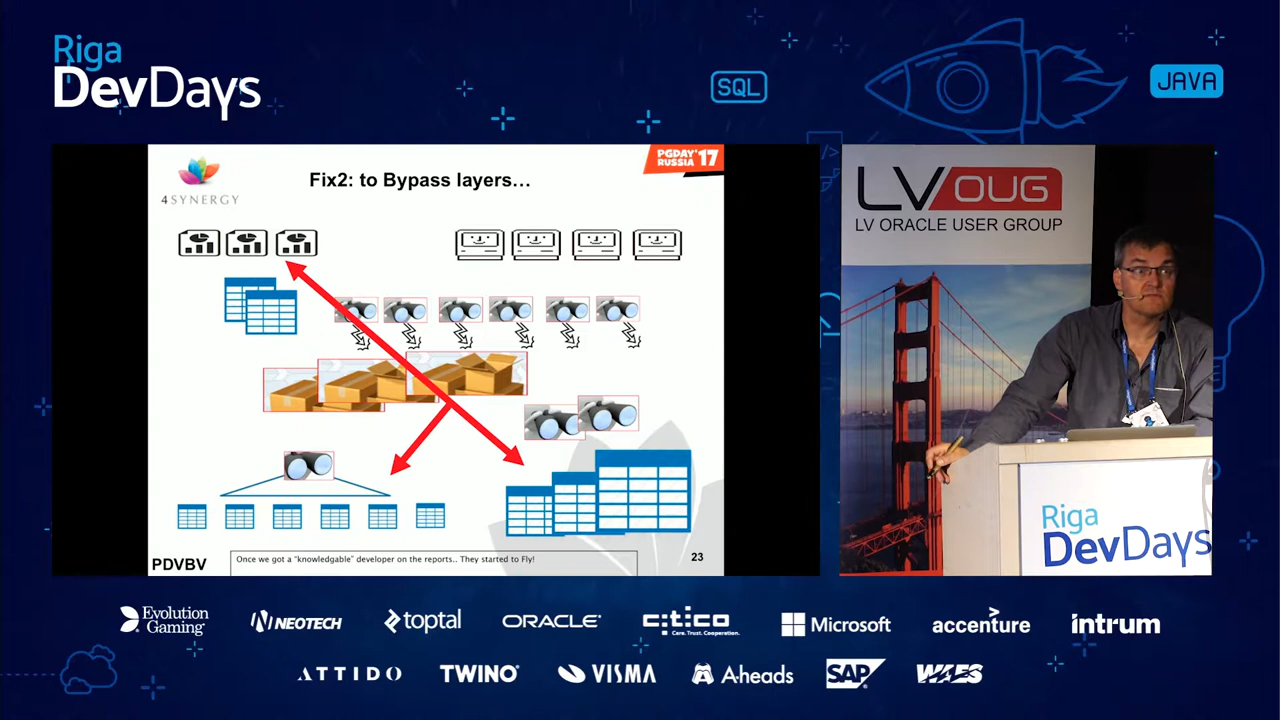 Riga
DevDays
SQL
JAVA
4SYNERGY
Fix2: to Bypass layers…
PGDAY'17
RUSSIA
PDVBV
Once we got a "knowledgable" developer on the reports.. They started to Fly!
23
LV OUG
LV ORACLE USER GROUP
Riga
DevDays
Evolution
Gaming
NEOTECH
toptal
ORACLE
citco
Care. Trust. Cooperation.
Microsoft
accenture
intrum
ATTIDO
TWINO
VISMA
A-heads
SAP
WAES